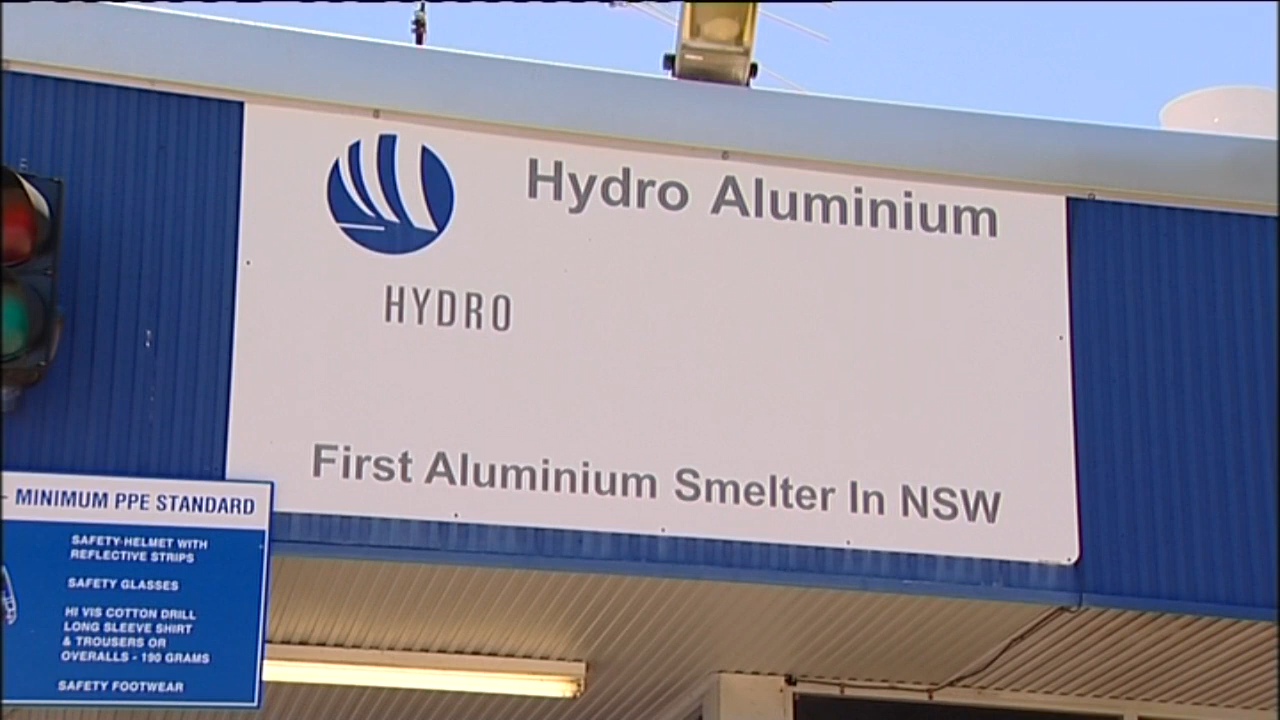 Hydro Aluminium
HYDRO
First Aluminium Smelter In NSW
MINIMUM PPE STANDARD
SAFETY HELMET WITH
REFLECTIVE STRIPS
SAFETY GLASSES
HI VIS COTTON DRILL
LONG SLEEVE SHIRT
& TROUSERS OR
OVERALLS - 190 GRAMS
SAFETY FOOTWEAR